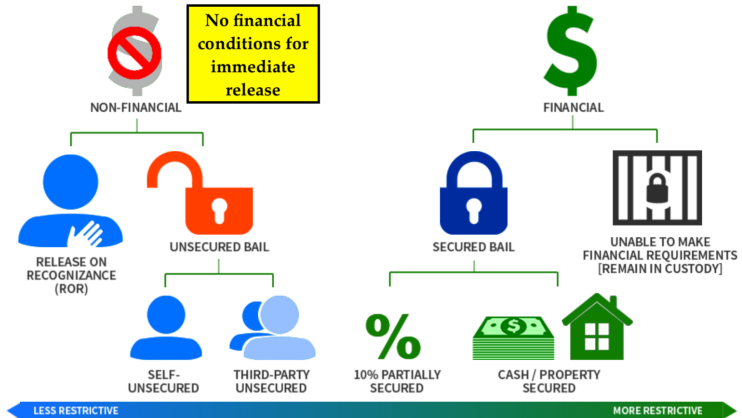 No financial
conditions for
immediate
release
NON-FINANCIAL
FINANCIAL
RELEASE ON
RECOGNIZANCE
(ROR)
UNSECURED BAIL
SECURED BAIL
UNABLE TO MAKE
FINANCIAL REQUIREMENTS
[REMAIN IN CUSTODY]
SELF-
UNSECURED
THIRD-PARTY
UNSECURED
%
10% PARTIALLY
SECURED
$
CASH / PROPERTY
SECURED
LESS RESTRICTIVE
MORE RESTRICTIVE